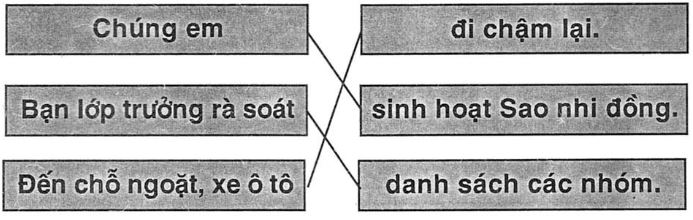 Chúng em
đi chậm lại.
Bạn lớp trưởng rà soát
sinh hoạt Sao nhi đồng.
Đến chỗ ngoặt, xe ô tô
danh sách các nhóm.